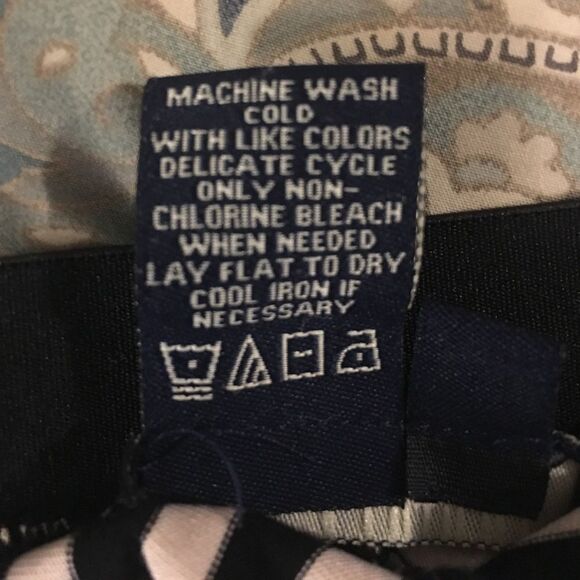 MACHINE WASH
COLD
WITH LIKE COLORS
DELICATE CYCLE
ONLY NON-
CHLORINE BLEACH
WHEN NEEDED
LAY FLAT TO DRY
COOL IRON IF
NECESSARY